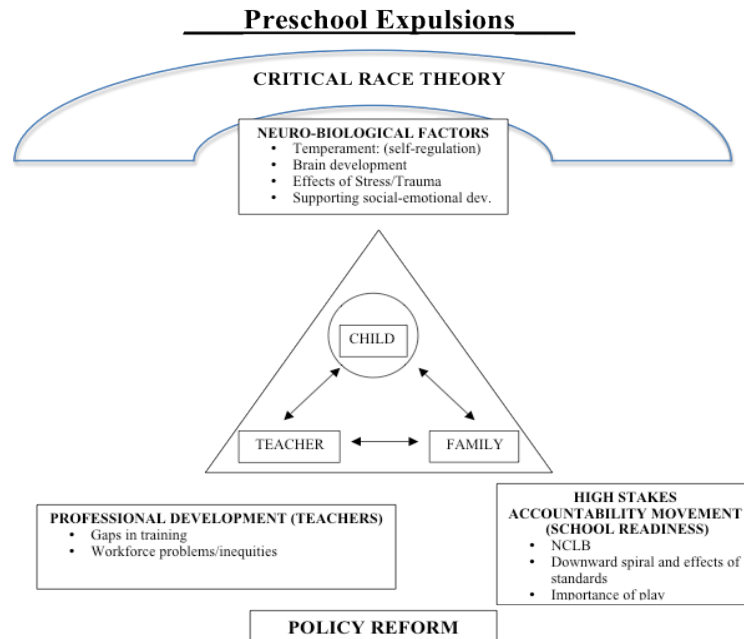 Preschool Expulsions
CRITICAL RACE THEORY
NEURO-BIOLOGICAL FACTORS
• Temperament: (self-regulation)
• Brain development
• Effects of Stress/Trauma
• Supporting social-emotional dev.
CHILD
TEACHER
FAMILY
PROFESSIONAL DEVELOPMENT (TEACHERS)
• Gaps in training
• Workforce problems/inequities
HIGH STAKES
ACCOUNTABILITY MOVEMENT
(SCHOOL READINESS)
• NCLB
• Downward spiral and effects of
standards
• Importance of play
POLICY REFORM